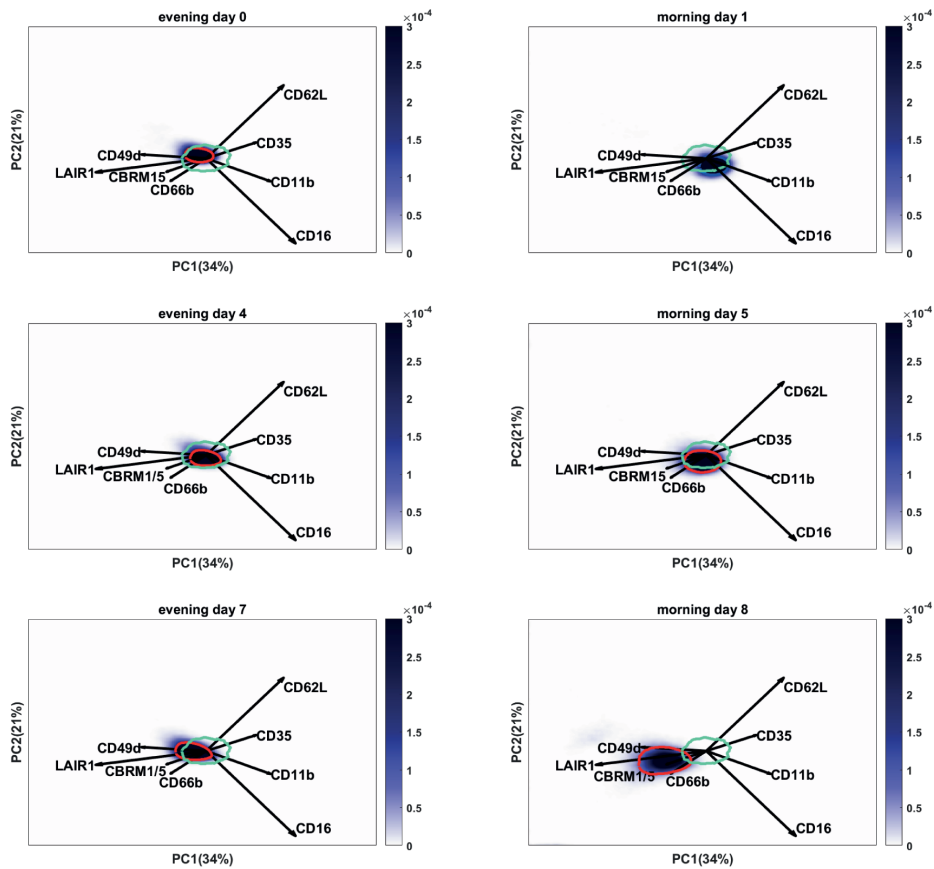 evening day 0
×10⁻⁴
3
2.5
2
1.5
1
0.5
0
PC2(21%)
CD62L
CD35
CD49d
LAIR1
CBRM15
CD11b
CD66b
CD16
PC1(34%)
morning day 1
×10⁻⁴
3
2.5
2
1.5
1
0.5
0
PC2(21%)
CD62L
CD35
CD49d
LAIR1
CBRM15
CD11b
CD66b
CD16
PC1(34%)
evening day 4
×10⁻⁴
3
2.5
2
1.5
1
0.5
0
PC2(21%)
CD62L
CD35
CD49d
LAIR1
CBRM1/5
CD11b
CD66b
CD16
PC1(34%)
morning day 5
×10⁻⁴
3
2.5
2
1.5
1
0.5
0
PC2(21%)
CD62L
CD35
CD49d
LAIR1
CBRM15
CD11b
CD66b
CD16
PC1(34%)
evening day 7
×10⁻⁴
3
2.5
2
1.5
1
0.5
0
PC2(21%)
CD62L
CD35
CD49d
LAIR1
CBRM1/5
CD11b
CD66b
CD16
PC1(34%)
morning day 8
×10⁻⁴
3
2.5
2
1.5
1
0.5
0
PC2(21%)
CD62L
CD35
CD49d
LAIR1
CBRM1/5
CD11b
CD66b
CD16
PC1(34%)